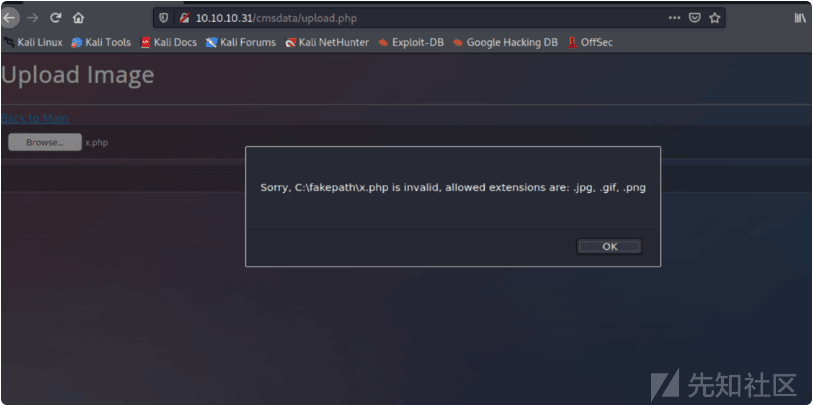 10.10.10.31/cmsdata/upload.php
Kali Linux Kali Tools Kali Docs Kali Forums Kali NetHunter Exploit-DB Google Hacking DB OffSec
Upload Image
Back to Main
Browse... x.php
Sorry, C:\fakepath\x.php is invalid, allowed extensions are: .jpg, .gif, .png
OK
先知社区